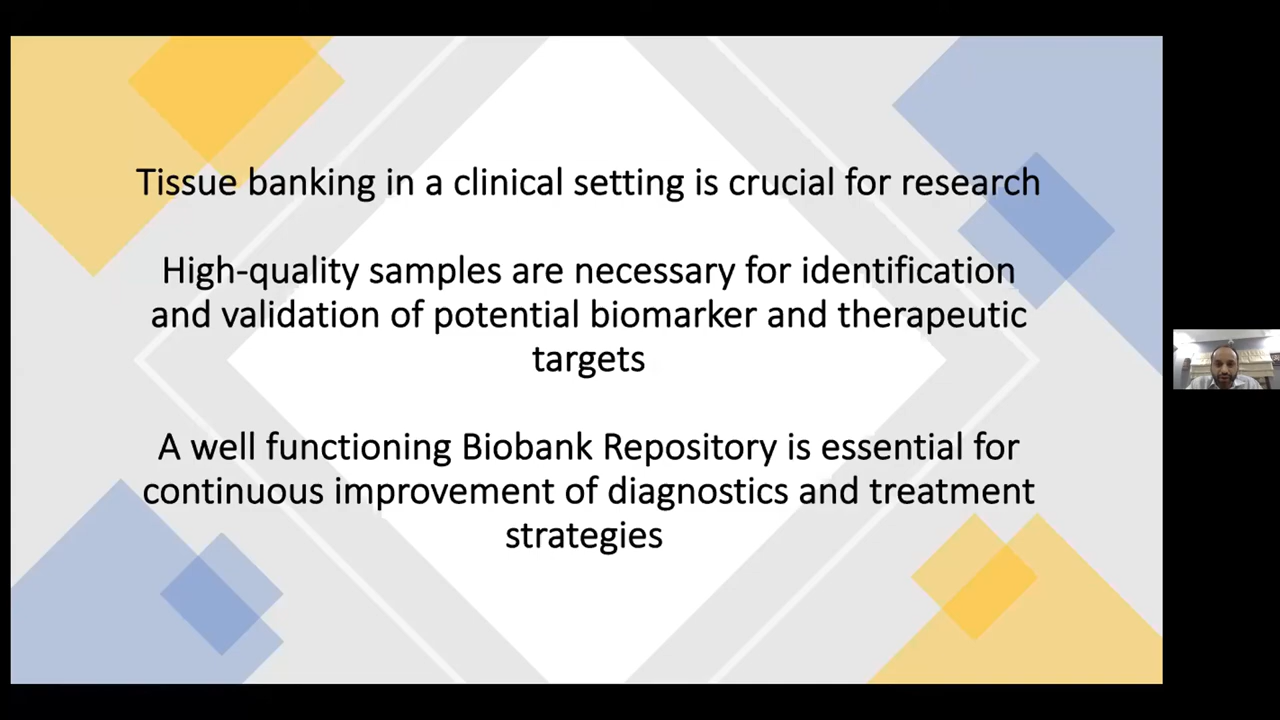 Tissue banking in a clinical setting is crucial for research
High-quality samples are necessary for identification
and validation of potential biomarker and therapeutic
targets
A well functioning Biobank Repository is essential for
continuous improvement of diagnostics and treatment
strategies